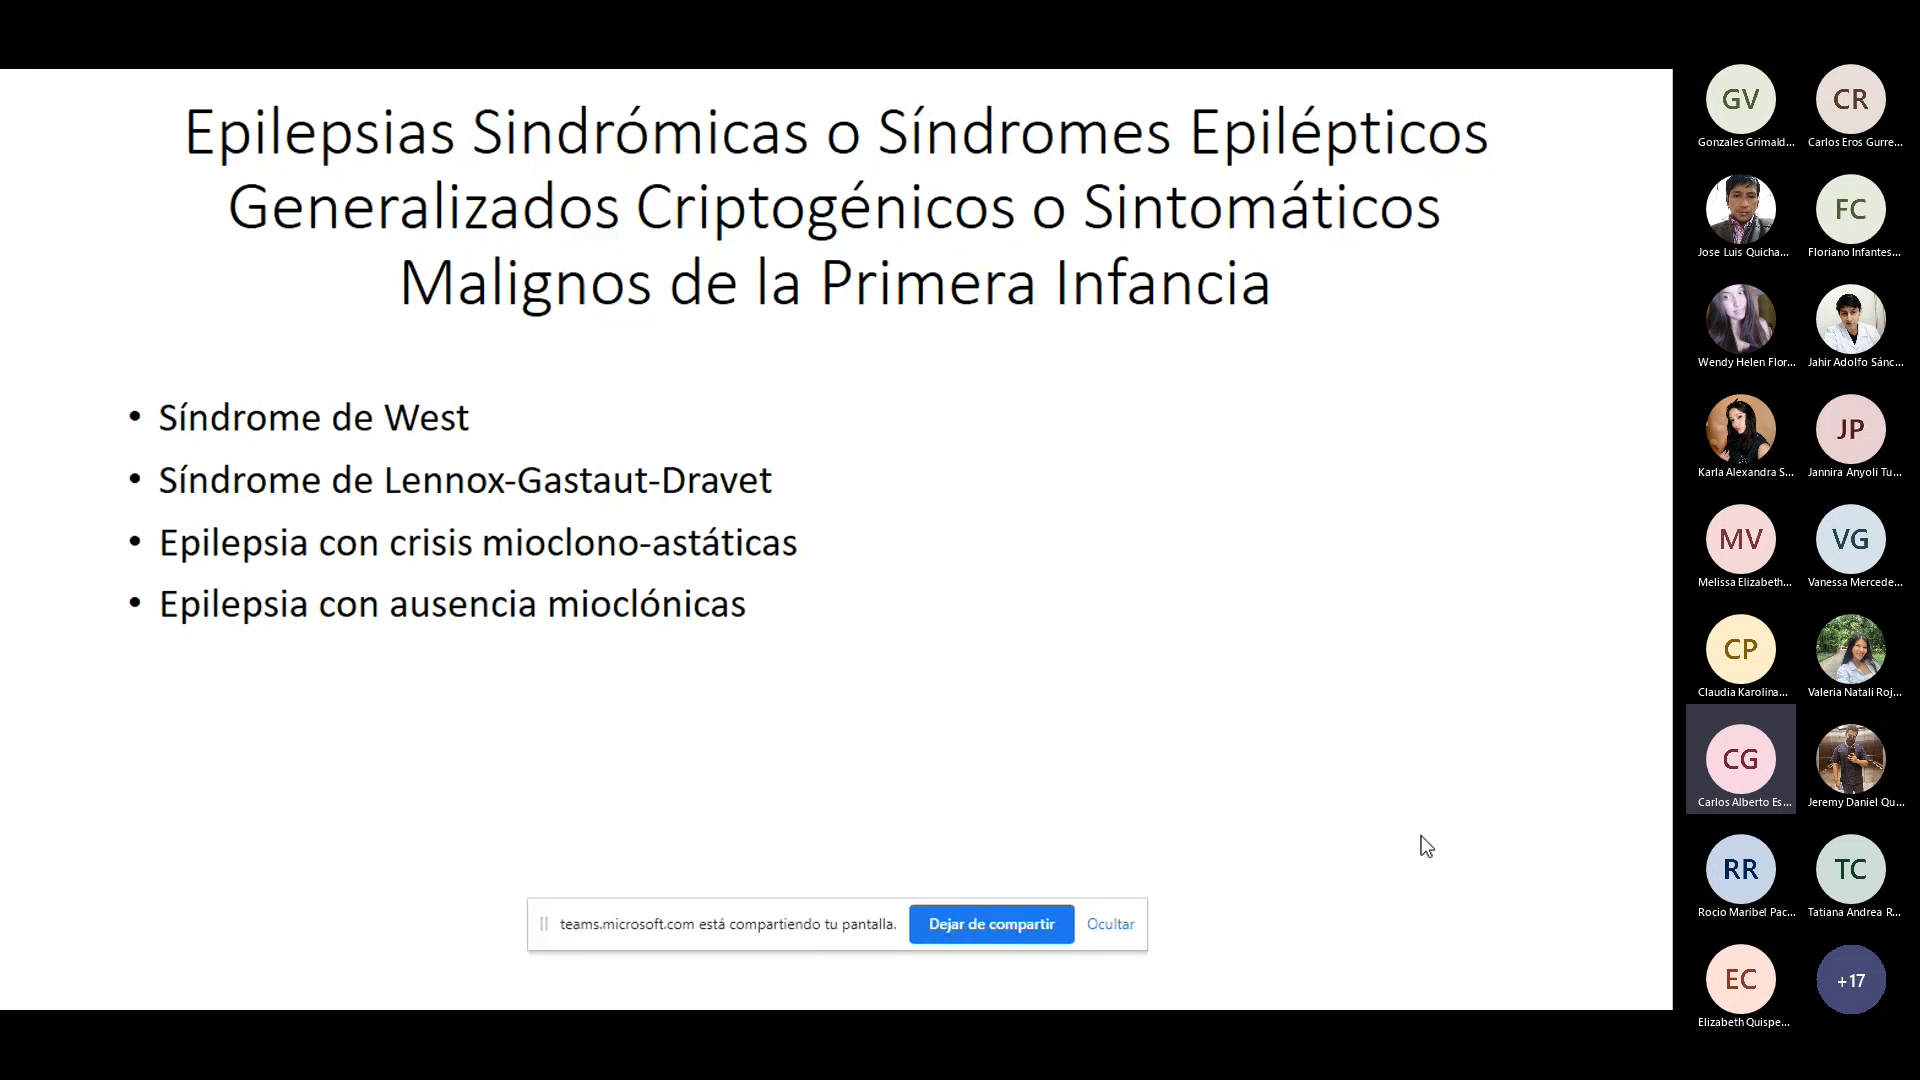 Epilepsias Sindrómicas o Síndromes Epilépticos
Generalizados Criptogénicos o Sintomáticos
Malignos de la Primera Infancia
• Síndrome de West
• Síndrome de Lennox-Gastaut-Dravet
• Epilepsia con crisis mioclono-astáticas
• Epilepsia con ausencia mioclónicas
teams.microsoft.com está compartiendo tu pantalla. Dejar de compartir Ocultar
GV CR
Gonzales Grimald... Carlos Eros Gurre...
FC
Jose Luis Quicha... Floriano Infantes...
Wendy Helen Flor... Jahir Adolfo Sánc...
JP
Karla Alexandra S... Jannira Anyoli Tu...
MV VG
Melissa Elizabeth... Vanessa Mercede...
CP
Claudia Karolina... Valeria Natali Roj...
CG
Carlos Alberto Es... Jeremy Daniel Qu...
RR TC
Rocio Maribel Pac... Tatiana Andrea R...
EC +17
Elizabeth Quispe...